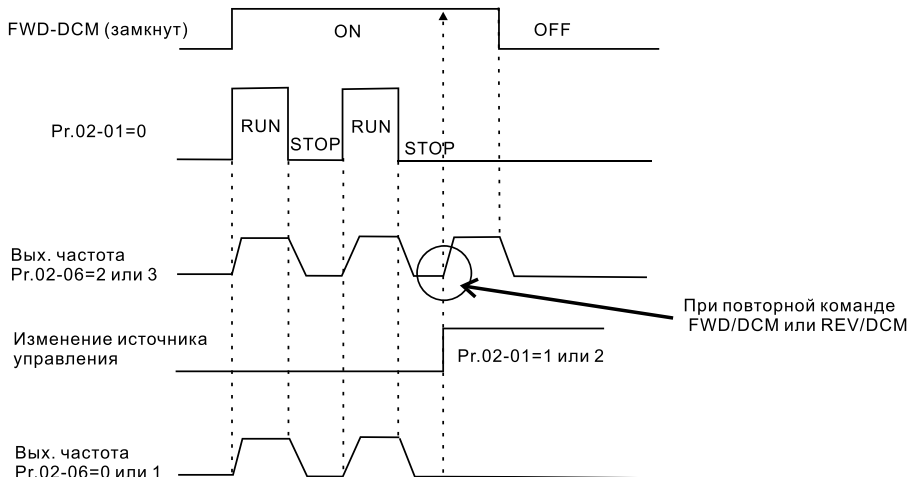 FWD-DCM (замкнут)
ON
OFF
Pr.02-01=0
RUN
STOP
RUN
STOP
Вых. частота
Pr.02-06=2 или 3
При повторной команде
FWD/DCM или REV/DCM
Изменение источника
управления
Pr.02-01=1 или 2
Вых. частота
Pr.02-06=0 или 1